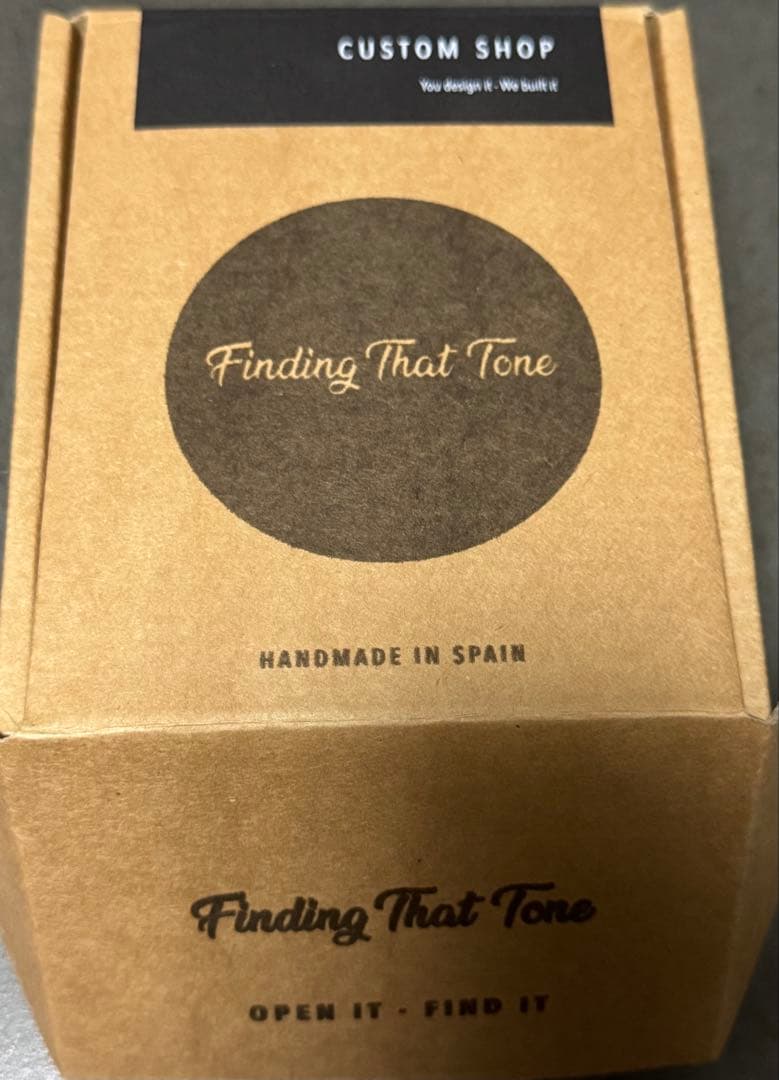 CUSTOM SHOP
You design it - We built it
Finding That Tone
HANDMADE IN SPAIN
Finding That Tone
OPEN IT - FIND IT